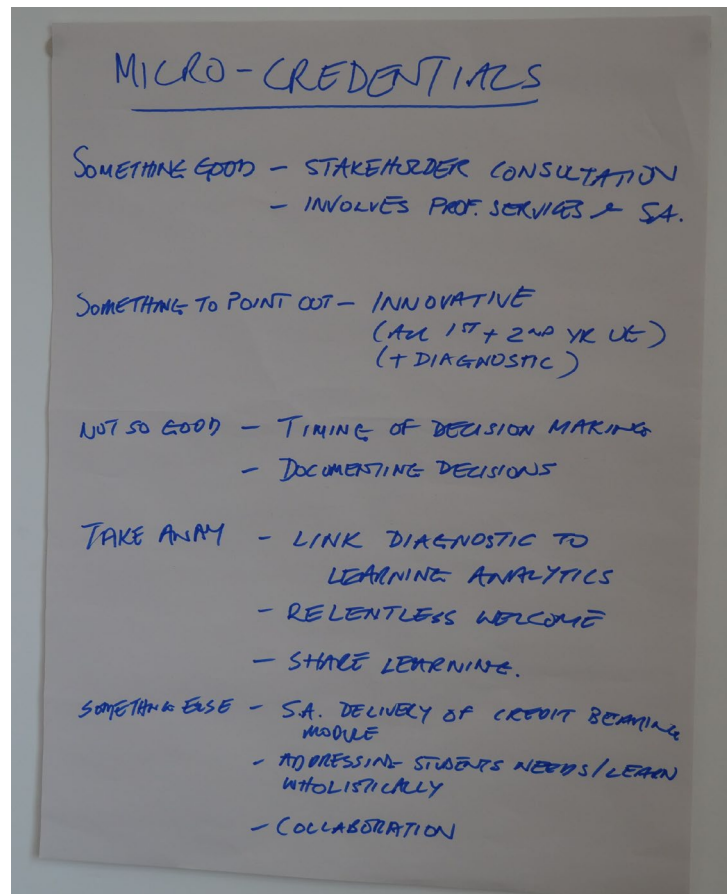 MICRO-CREDENTIALS
SOMETHING GOOD – STAKEHOLDER CONSULTATION
– INVOLVES PROF. SERVICES & S.A.
SOMETHING TO POINT OUT – INNOVATIVE
(ALL 1ST + 2ND YR UE)
(+ DIAGNOSTIC)
NOT SO GOOD – TIMING OF DECISION MAKING
– DOCUMENTING DECISIONS
TAKE AWAY – LINK DIAGNOSTIC TO
LEARNING ANALYTICS
– RELENTLESS WELCOME
– SHARE LEARNING.
SOMETHING ELSE – S.A. DELIVERY OF CREDIT BEARING
MODULE
– ADDRESSING STUDENTS NEEDS/LEARN
WHOLISTICALLY
– COLLABORATION